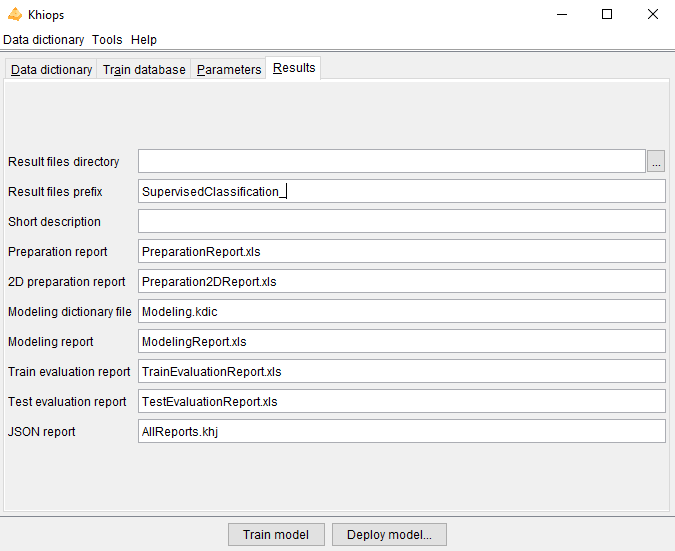 Khiops
Data dictionary Tools Help
Data dictionary Train database Parameters Results
Result files directory ...
Result files prefix SupervisedClassification_
Short description
Preparation report PreparationReport.xls
2D preparation report Preparation2DReport.xls
Modeling dictionary file Modeling.kdic
Modeling report ModelingReport.xls
Train evaluation report TrainEvaluationReport.xls
Test evaluation report TestEvaluationReport.xls
JSON report AllReports.khj
Train model Deploy model...